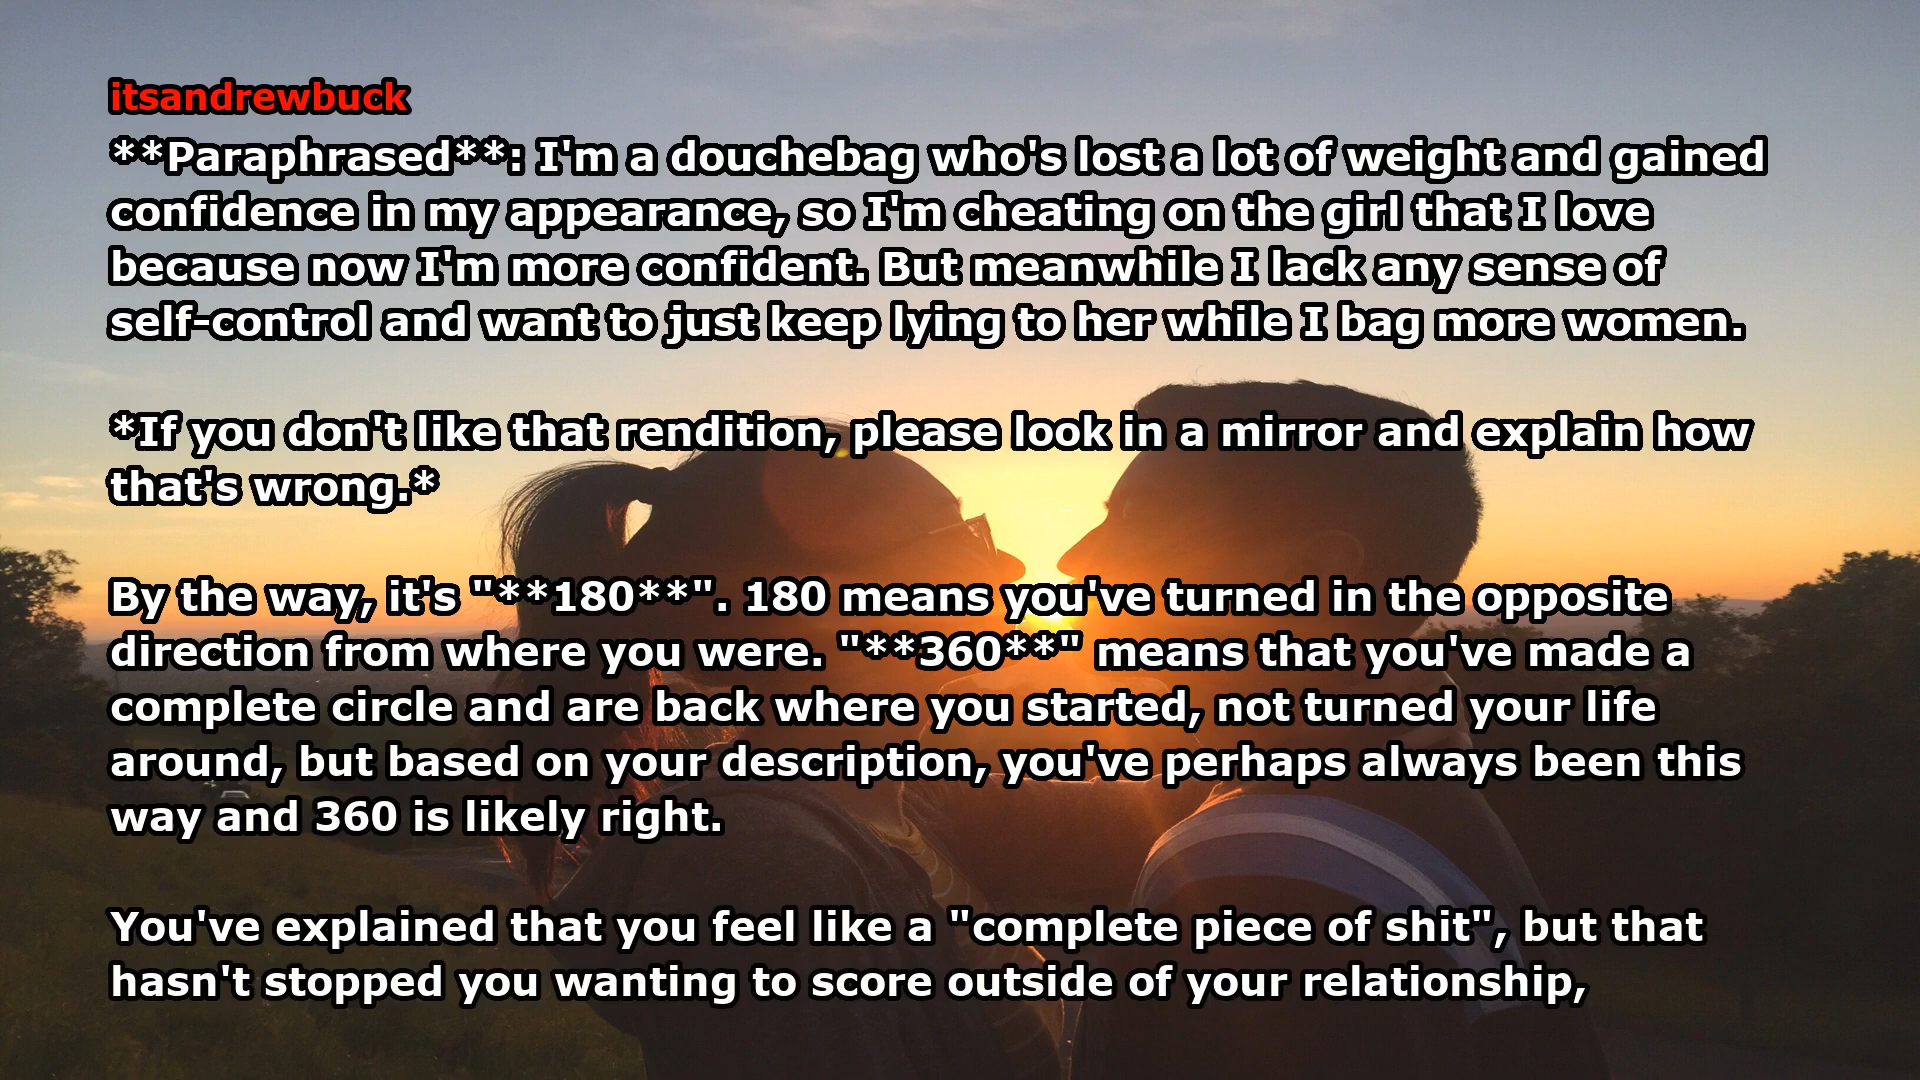 itsandrewbuck
**Paraphrased**: I'm a douchebag who's lost a lot of weight and gained
confidence in my appearance, so I'm cheating on the girl that I love
because now I'm more confident. But meanwhile I lack any sense of
self-control and want to just keep lying to her while I bag more women.
*If you don't like that rendition, please look in a mirror and explain how
that's wrong.*
By the way, it's "**180**". 180 means you've turned in the opposite
direction from where you were. "**360**" means that you've made a
complete circle and are back where you started, not turned your life
around, but based on your description, you've perhaps always been this
way and 360 is likely right.
You've explained that you feel like a "complete piece of shit", but that
hasn't stopped you wanting to score outside of your relationship,